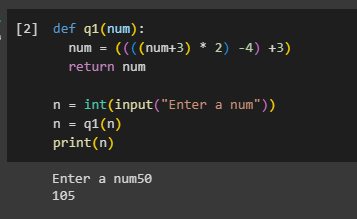 [2] def q1(num):
num = ((((num+3) * 2) -4) +3)
return num
n = int(input("Enter a num"))
n = q1(n)
print(n)
Enter a num50
105